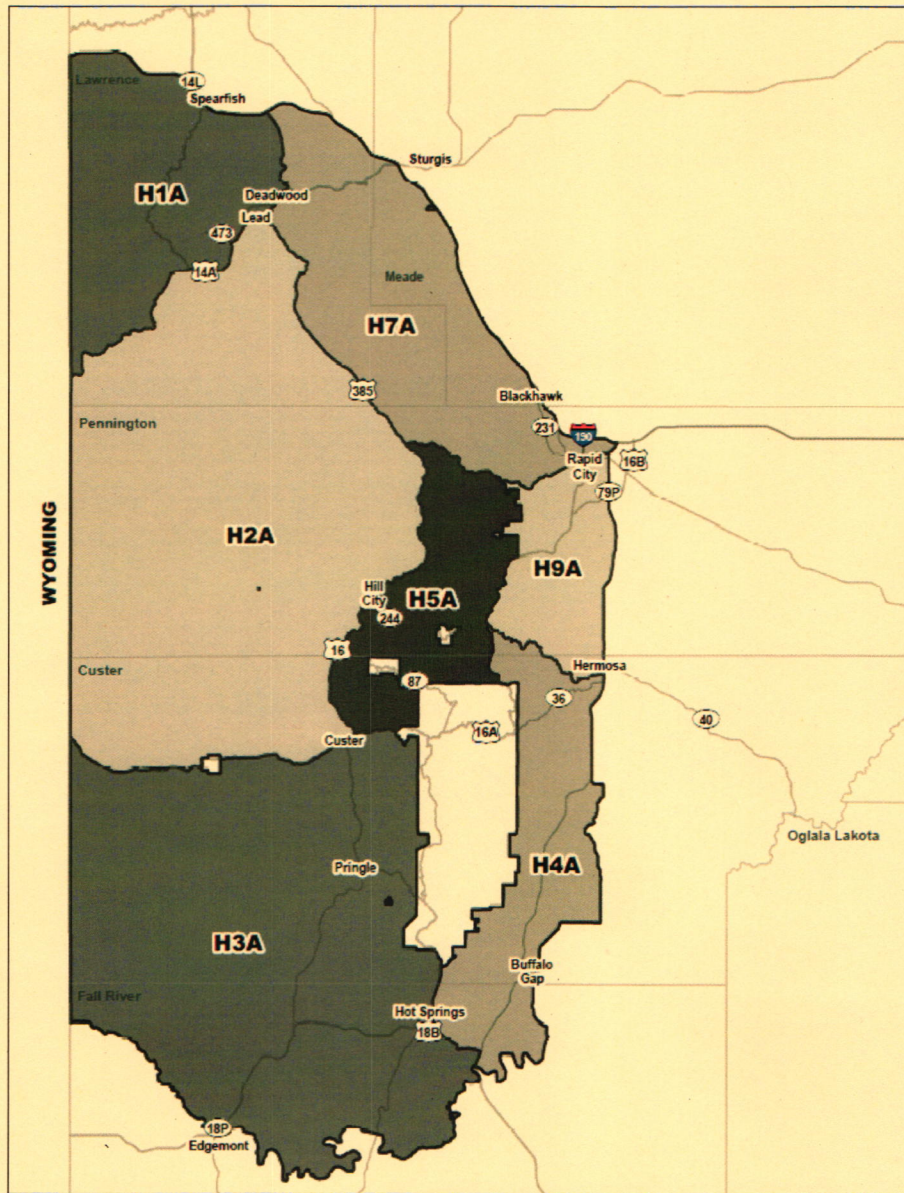 Lawrence
14L
Spearfish
Sturgis
H1A
Deadwood
Lead
473
14A
Meade
H7A
385
Blackhawk
Pennington
231
190
Rapid
City
16B
79P
WYOMING
H2A
H9A
Hill
City
H5A
244
16
Hermosa
Custer
87
36
40
16A
Custer
Oglala Lakota
Pringle
H4A
H3A
Buffalo
Gap
Fall River
Hot Springs
18B
18P
Edgemont